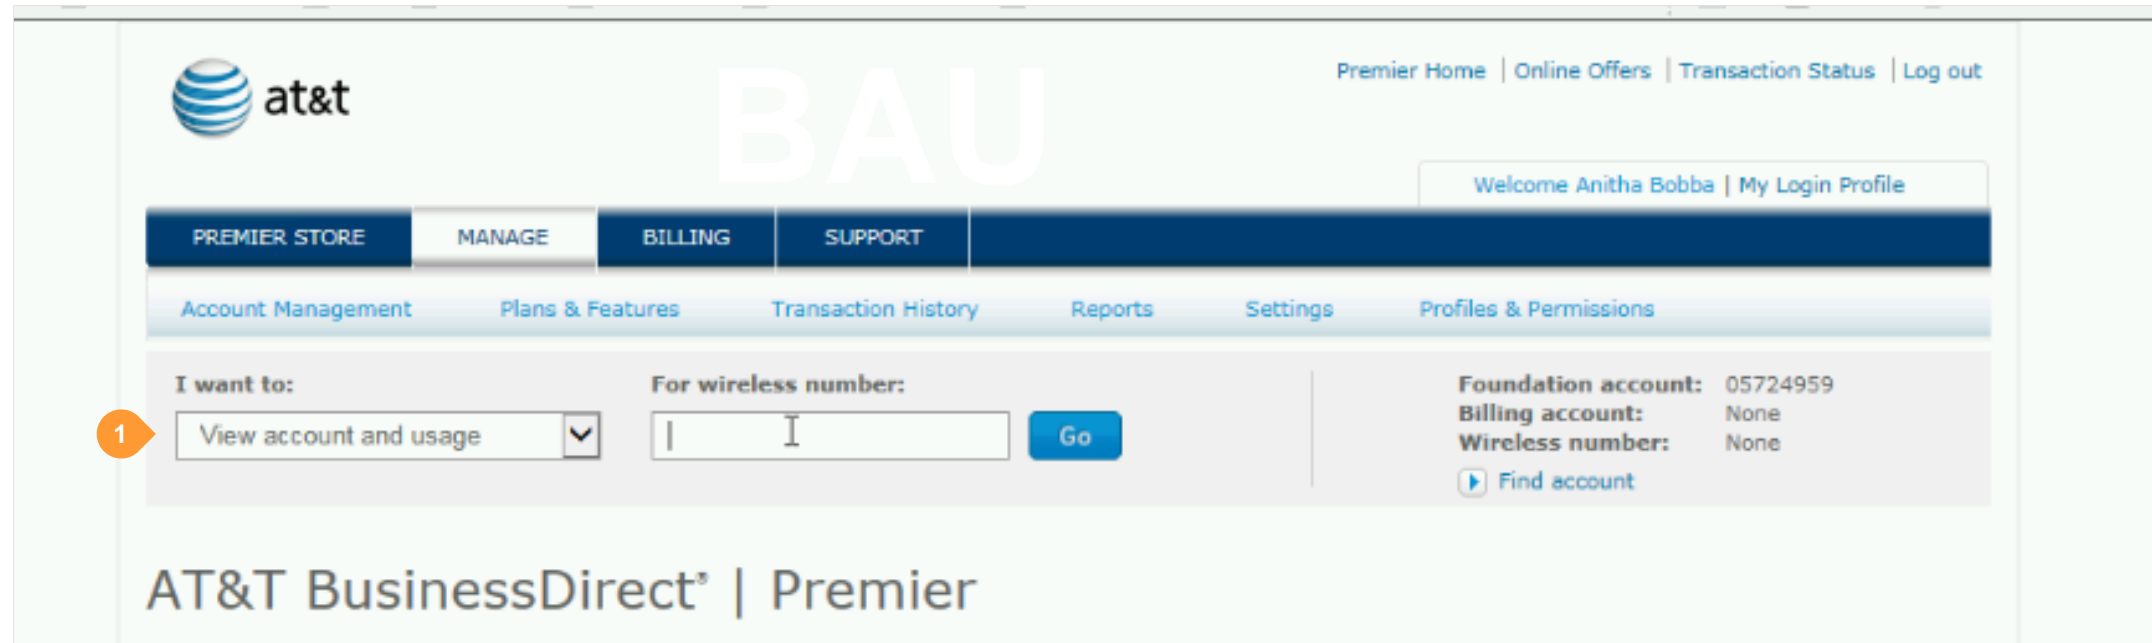 at&t
BAU
Premier Home | Online Offers | Transaction Status | Log out
Welcome Anitha Bobba | My Login Profile
PREMIER STORE MANAGE BILLING SUPPORT
Account Management Plans & Features Transaction History Reports Settings Profiles & Permissions
I want to: For wireless number:
Foundation account: 05724959
Billing account: None
Wireless number: None
1 View account and usage Go
Find account
AT&T BusinessDirect® | Premier